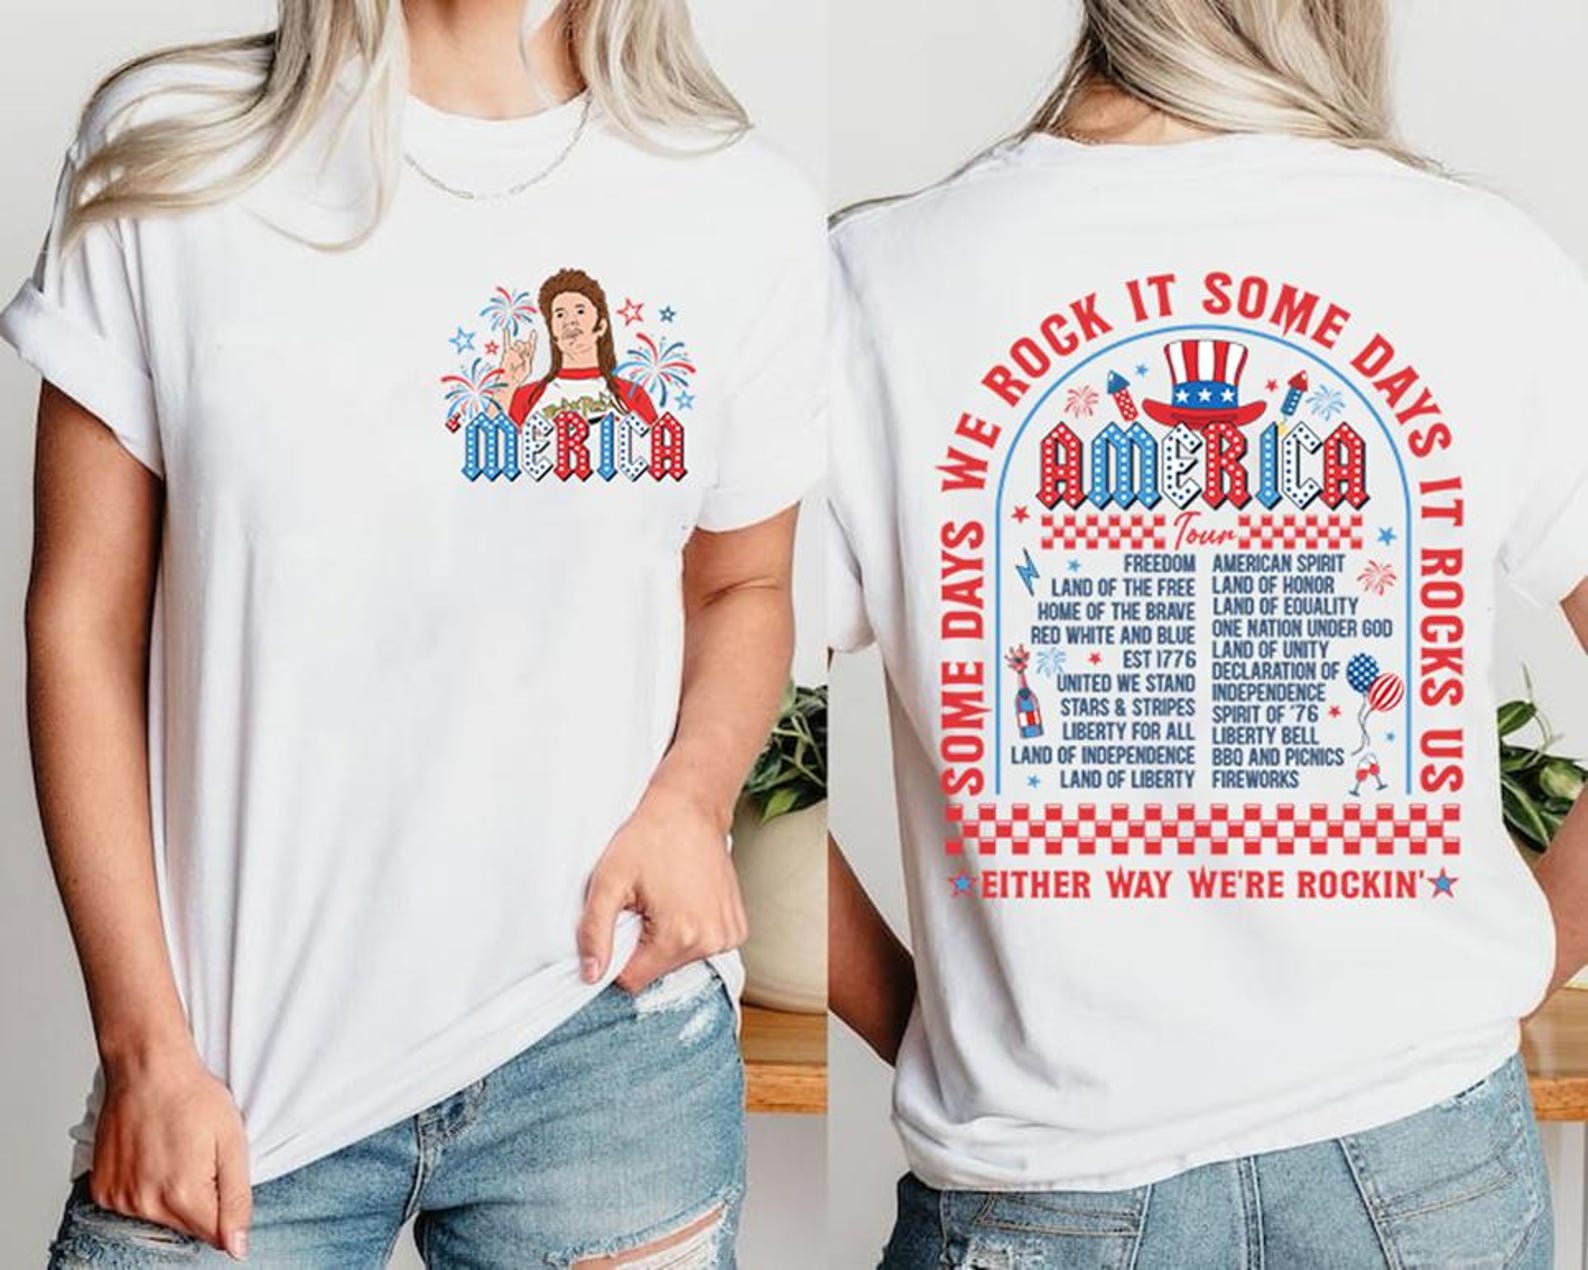 'MERICA
SOME DAYS WE ROCK IT SOME DAYS IT ROCKS US
AMERICA
Tour
FREEDOM
LAND OF THE FREE
HOME OF THE BRAVE
RED WHITE AND BLUE
EST 1776
UNITED WE STAND
STARS & STRIPES
LIBERTY FOR ALL
LAND OF INDEPENDENCE
LAND OF LIBERTY
AMERICAN SPIRIT
LAND OF HONOR
LAND OF EQUALITY
ONE NATION UNDER GOD
LAND OF UNITY
DECLARATION OF
INDEPENDENCE
SPIRIT OF '76
LIBERTY BELL
BBQ AND PICNICS
FIREWORKS
EITHER WAY WE'RE ROCKIN'